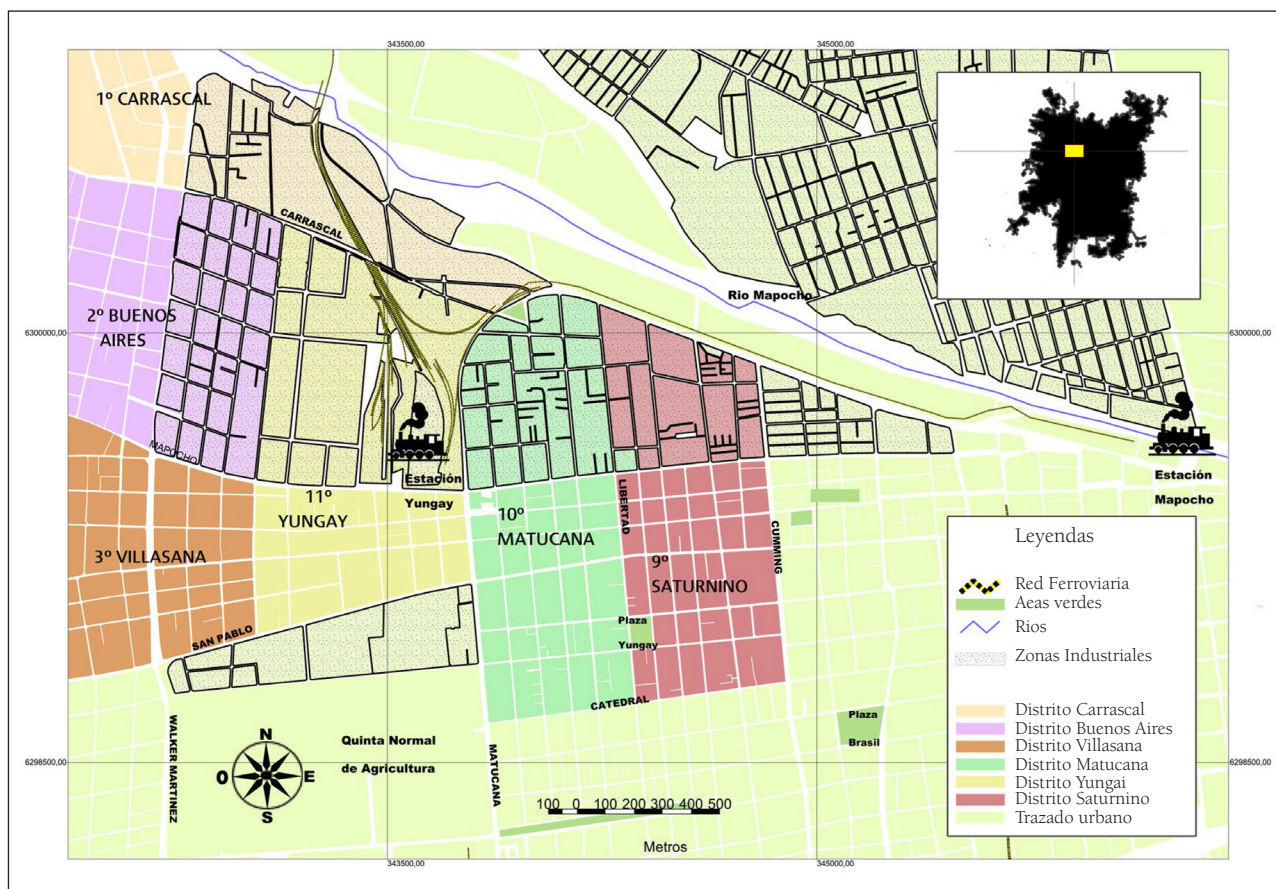 343500,00
345000,00
1º CARRASCAL
CARRASCAL
2º BUENOS
AIRES
Rio Mapocho
6300000,00
6300000,00
MAPOCHO
Estación
Yungay
Estación
Mapocho
11º
YUNGAY
LIBERTAD
10º
MATUCANA
CUMMING
3º VILLASANA
9º
SATURNINO
SAN PABLO
Plaza
Yungay
CATEDRAL
WALKER MARTINEZ
MATUCANA
Quinta Normal
de Agricultura
Plaza
Brasil
N
O
E
S
6298500,00
6298500,00
100 0 100 200 300 400 500
Metros
343500,00
345000,00
Leyendas
Red Ferroviaria
Aeas verdes
Rios
Zonas Industriales
Distrito Carrascal
Distrito Buenos Aires
Distrito Villasana
Distrito Matucana
Distrito Yungai
Distrito Saturnino
Trazado urbano